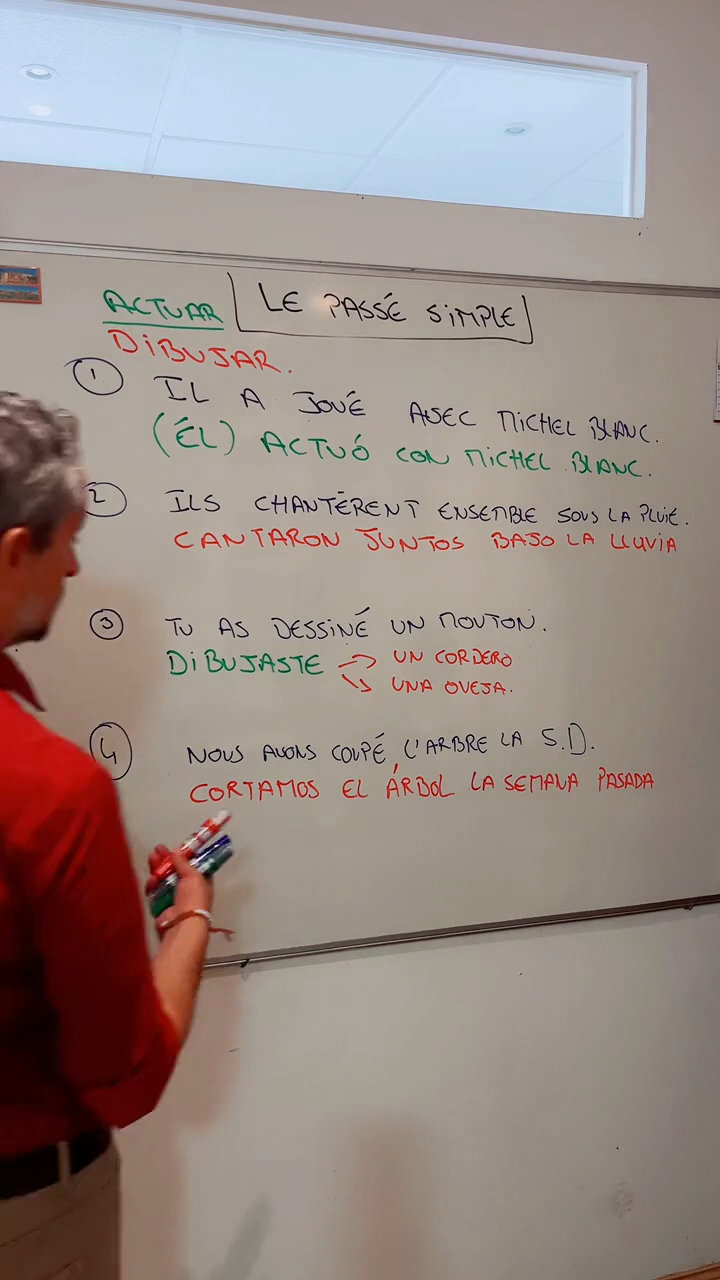 ACTUAR
LE PASSÉ SIMPLE
DIBUJAR.
1 IL A JOUÉ AVEC MICHEL BLANC.
(ÉL) ACTUÓ CON MICHEL BLANC.
2 ILS CHANTÈRENT ENSEMBLE SOUS LA PLUIE.
CANTARON JUNTOS BAJO LA LLUVIA
3 TU AS DESSINÉ UN MOUTON.
DIBUJASTE → UN CORDERO
↘ UNA OVEJA.
4 NOUS AVONS COUPÉ L'ARBRE LA S.D.
CORTAMOS EL ÁRBOL LA SEMANA PASADA